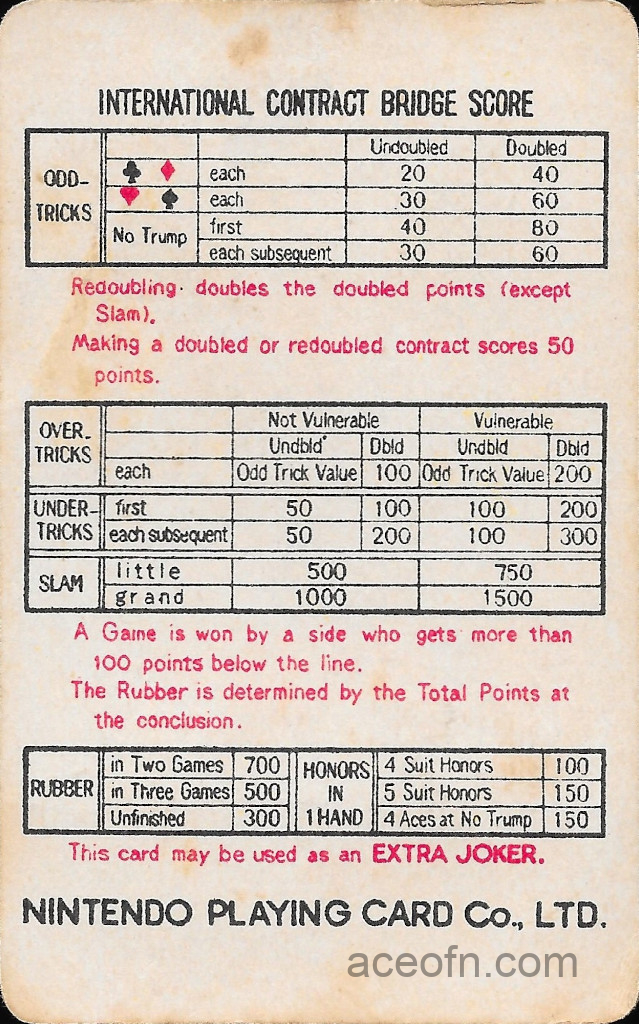 INTERNATIONAL CONTRACT BRIDGE SCORE
Undoubled Doubled
ODD-TRICKS
♣ ♦ each 20 40
♥ ♠ each 30 60
No Trump first 40 80
each subsequent 30 60
Redoubling doubles the doubled points (except
Slam).
Making a doubled or redoubled contract scores 50
points.
OVER-TRICKS
Not Vulnerable Vulnerable
Undbld Dbld Undbld Dbld
each Odd Trick Value 100 Odd Trick Value 200
UNDER-TRICKS
first 50 100 100 200
each subsequent 50 200 100 300
SLAM
little 500 750
grand 1000 1500
A Game is won by a side who gets more than
100 points below the line.
The Rubber is determined by the Total Points at
the conclusion.
RUBBER
in Two Games 700
in Three Games 500
Unfinished 300
HONORS
IN
1 HAND
4 Suit Honors 100
5 Suit Honors 150
4 Aces at No Trump 150
This card may be used as an EXTRA JOKER.
NINTENDO PLAYING CARD Co., LTD.
aceofn.com